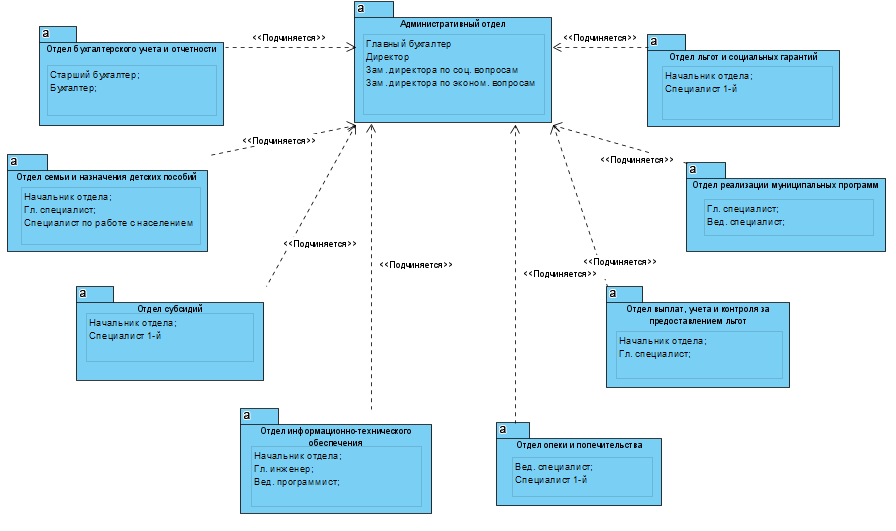 a
Административный отдел
Главный бухгалтер
Директор
Зам. директора по соц. вопросам
Зам. директора по эконом. вопросам
a
Отдел бухгалтерского учета и отчетности
Старший бухгалтер;
Бухгалтер;
<<Подчиняется>>
<<Подчиняется>>
a
Отдел льгот и социальных гарантий
Начальник отдела;
Специалист 1-й
<<Подчиняется>>
a
Отдел семьи и назначения детских пособий
Начальник отдела;
Гл. специалист;
Специалист по работе с населением
<<Подчиняется>>
a
Отдел реализации муниципальных программ
Гл. специалист;
Вед. специалист;
<<Подчиняется>>
<<Подчиняется>>
<<Подчиняется>>
<<Подчиняется>>
a
Отдел субсидий
Начальник отдела;
Специалист 1-й
a
Отдел выплат, учета и контроля за
предоставлением льгот
Начальник отдела;
Гл. специалист;
a
Отдел информационно-технического
обеспечения
Начальник отдела;
Гл. инженер;
Вед. программист;
a
Отдел опеки и попечительства
Вед. специалист;
Специалист 1-й